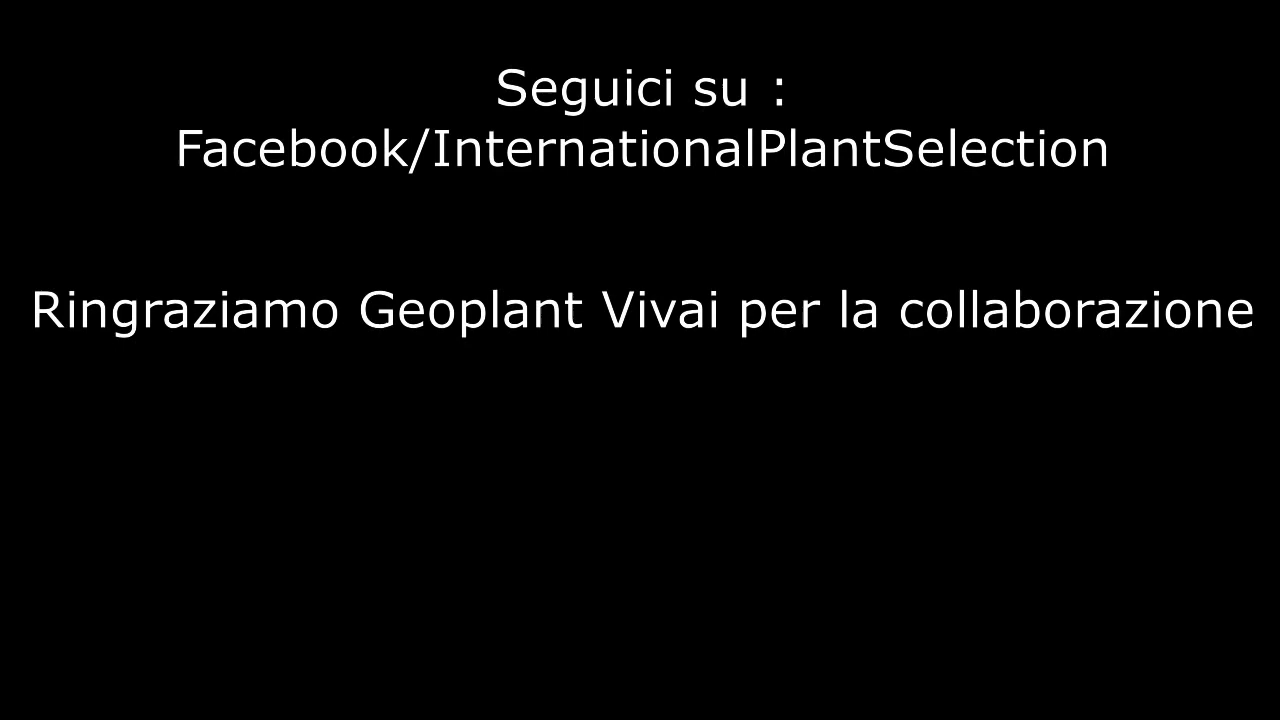 Seguici su :
Facebook/InternationalPlantSelection
Ringraziamo Geoplant Vivai per la collaborazione